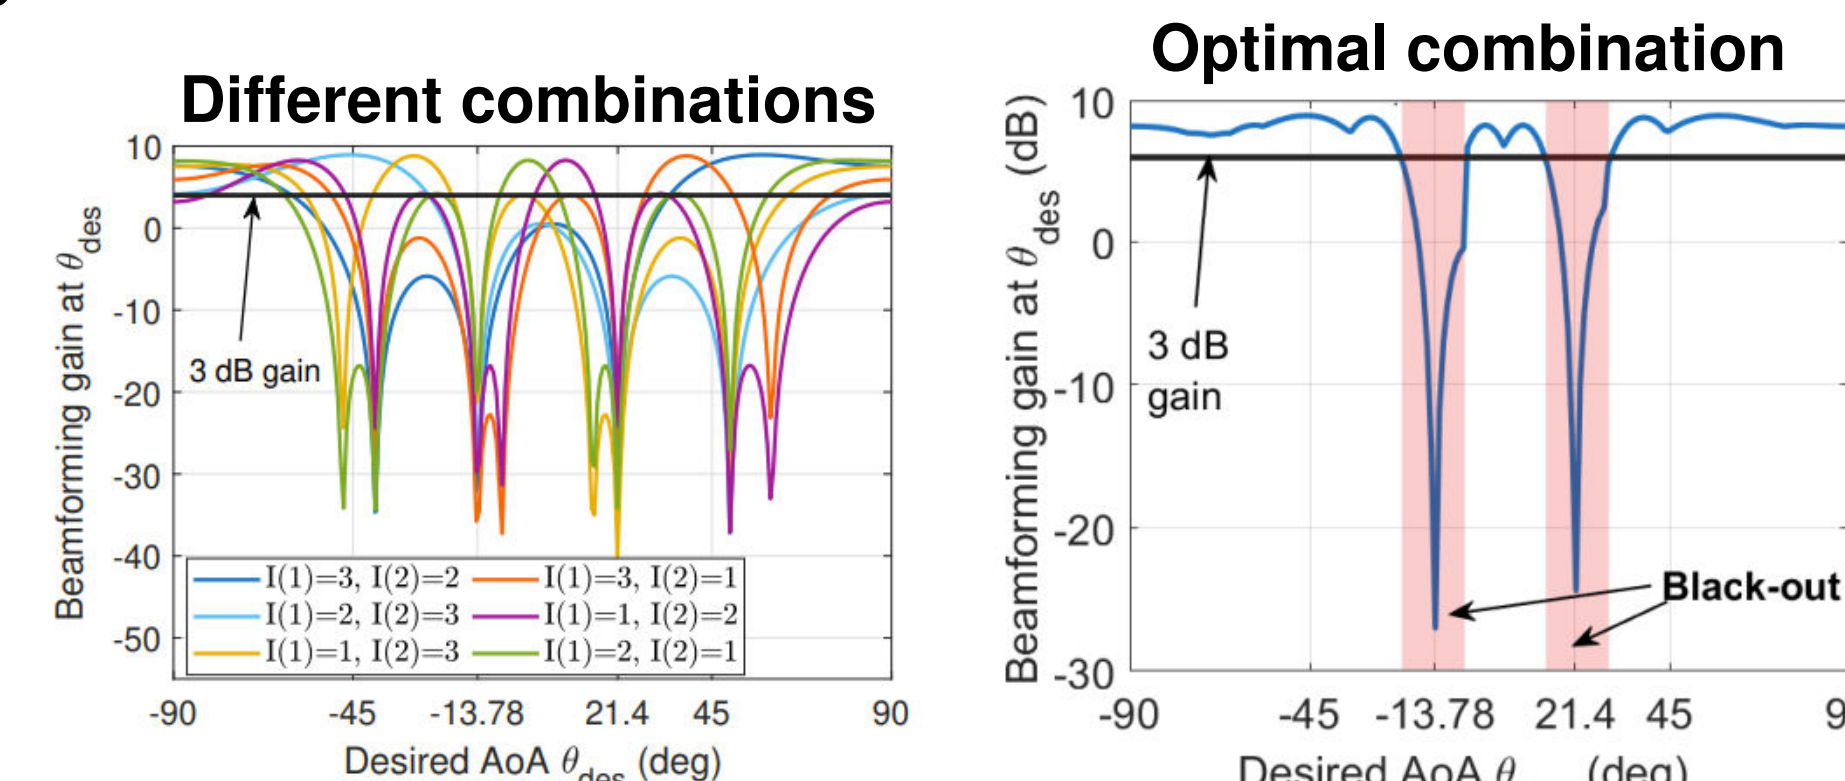 Different combinations
10
0
-10
-20
-30
-40
-50
Beamforming gain at θdes
3 dB gain
I(1)=3, I(2)=2
I(1)=3, I(2)=1
I(1)=2, I(2)=3
I(1)=1, I(2)=2
I(1)=1, I(2)=3
I(1)=2, I(2)=1
-90 -45 -13.78 21.4 45 90
Desired AoA θdes (deg)
Optimal combination
10
0
-10
-20
-30
Beamforming gain at θdes (dB)
3 dB
gain
Black-out
-90 -45 -13.78 21.4 45 9
Desired AoA θ (deg)